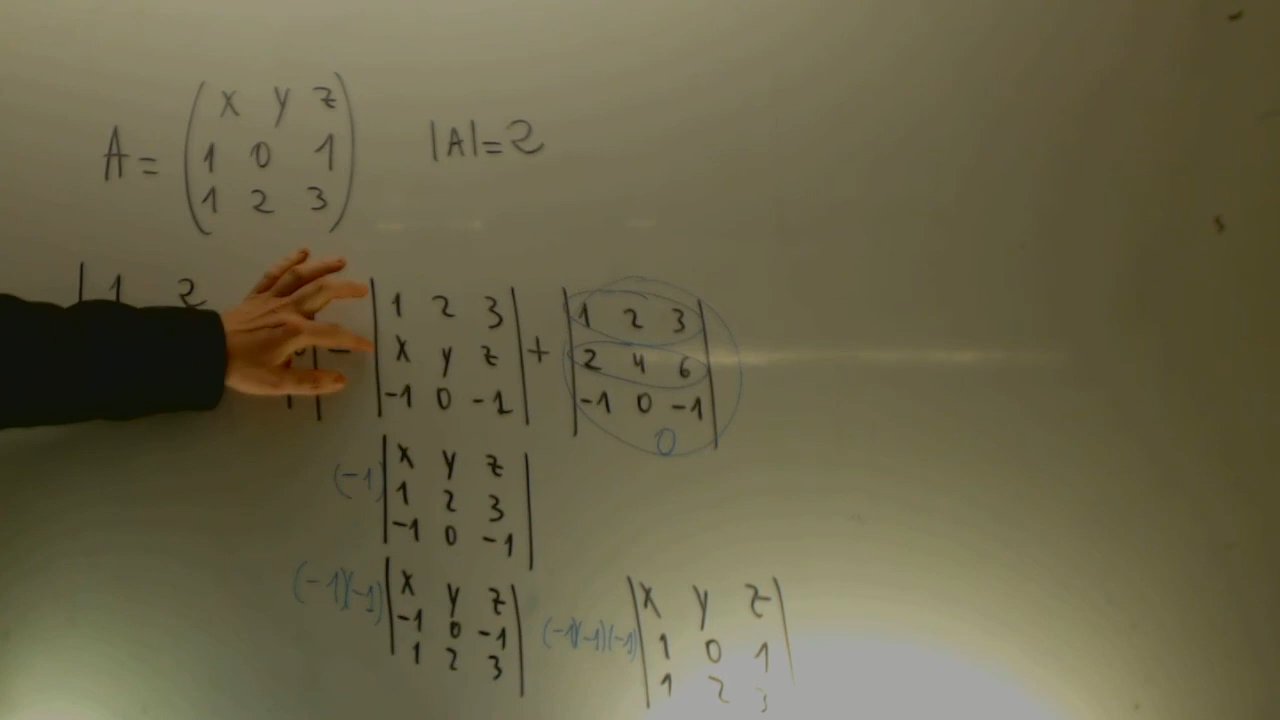 A = ( x y z
1 0 1
1 2 3 ) |A| = 2
| 1 2
− | 1 2 3
x y z
-1 0 -1 | + | 1 2 3
2 4 6
-1 0 -1 |
0
(-1) | x y z
1 2 3
-1 0 -1 |
(-1)(-1) | x y z
-1 0 -1
1 2 3 |
(-1)(-1)(-1) | x y z
1 0 1
1 2 3 |